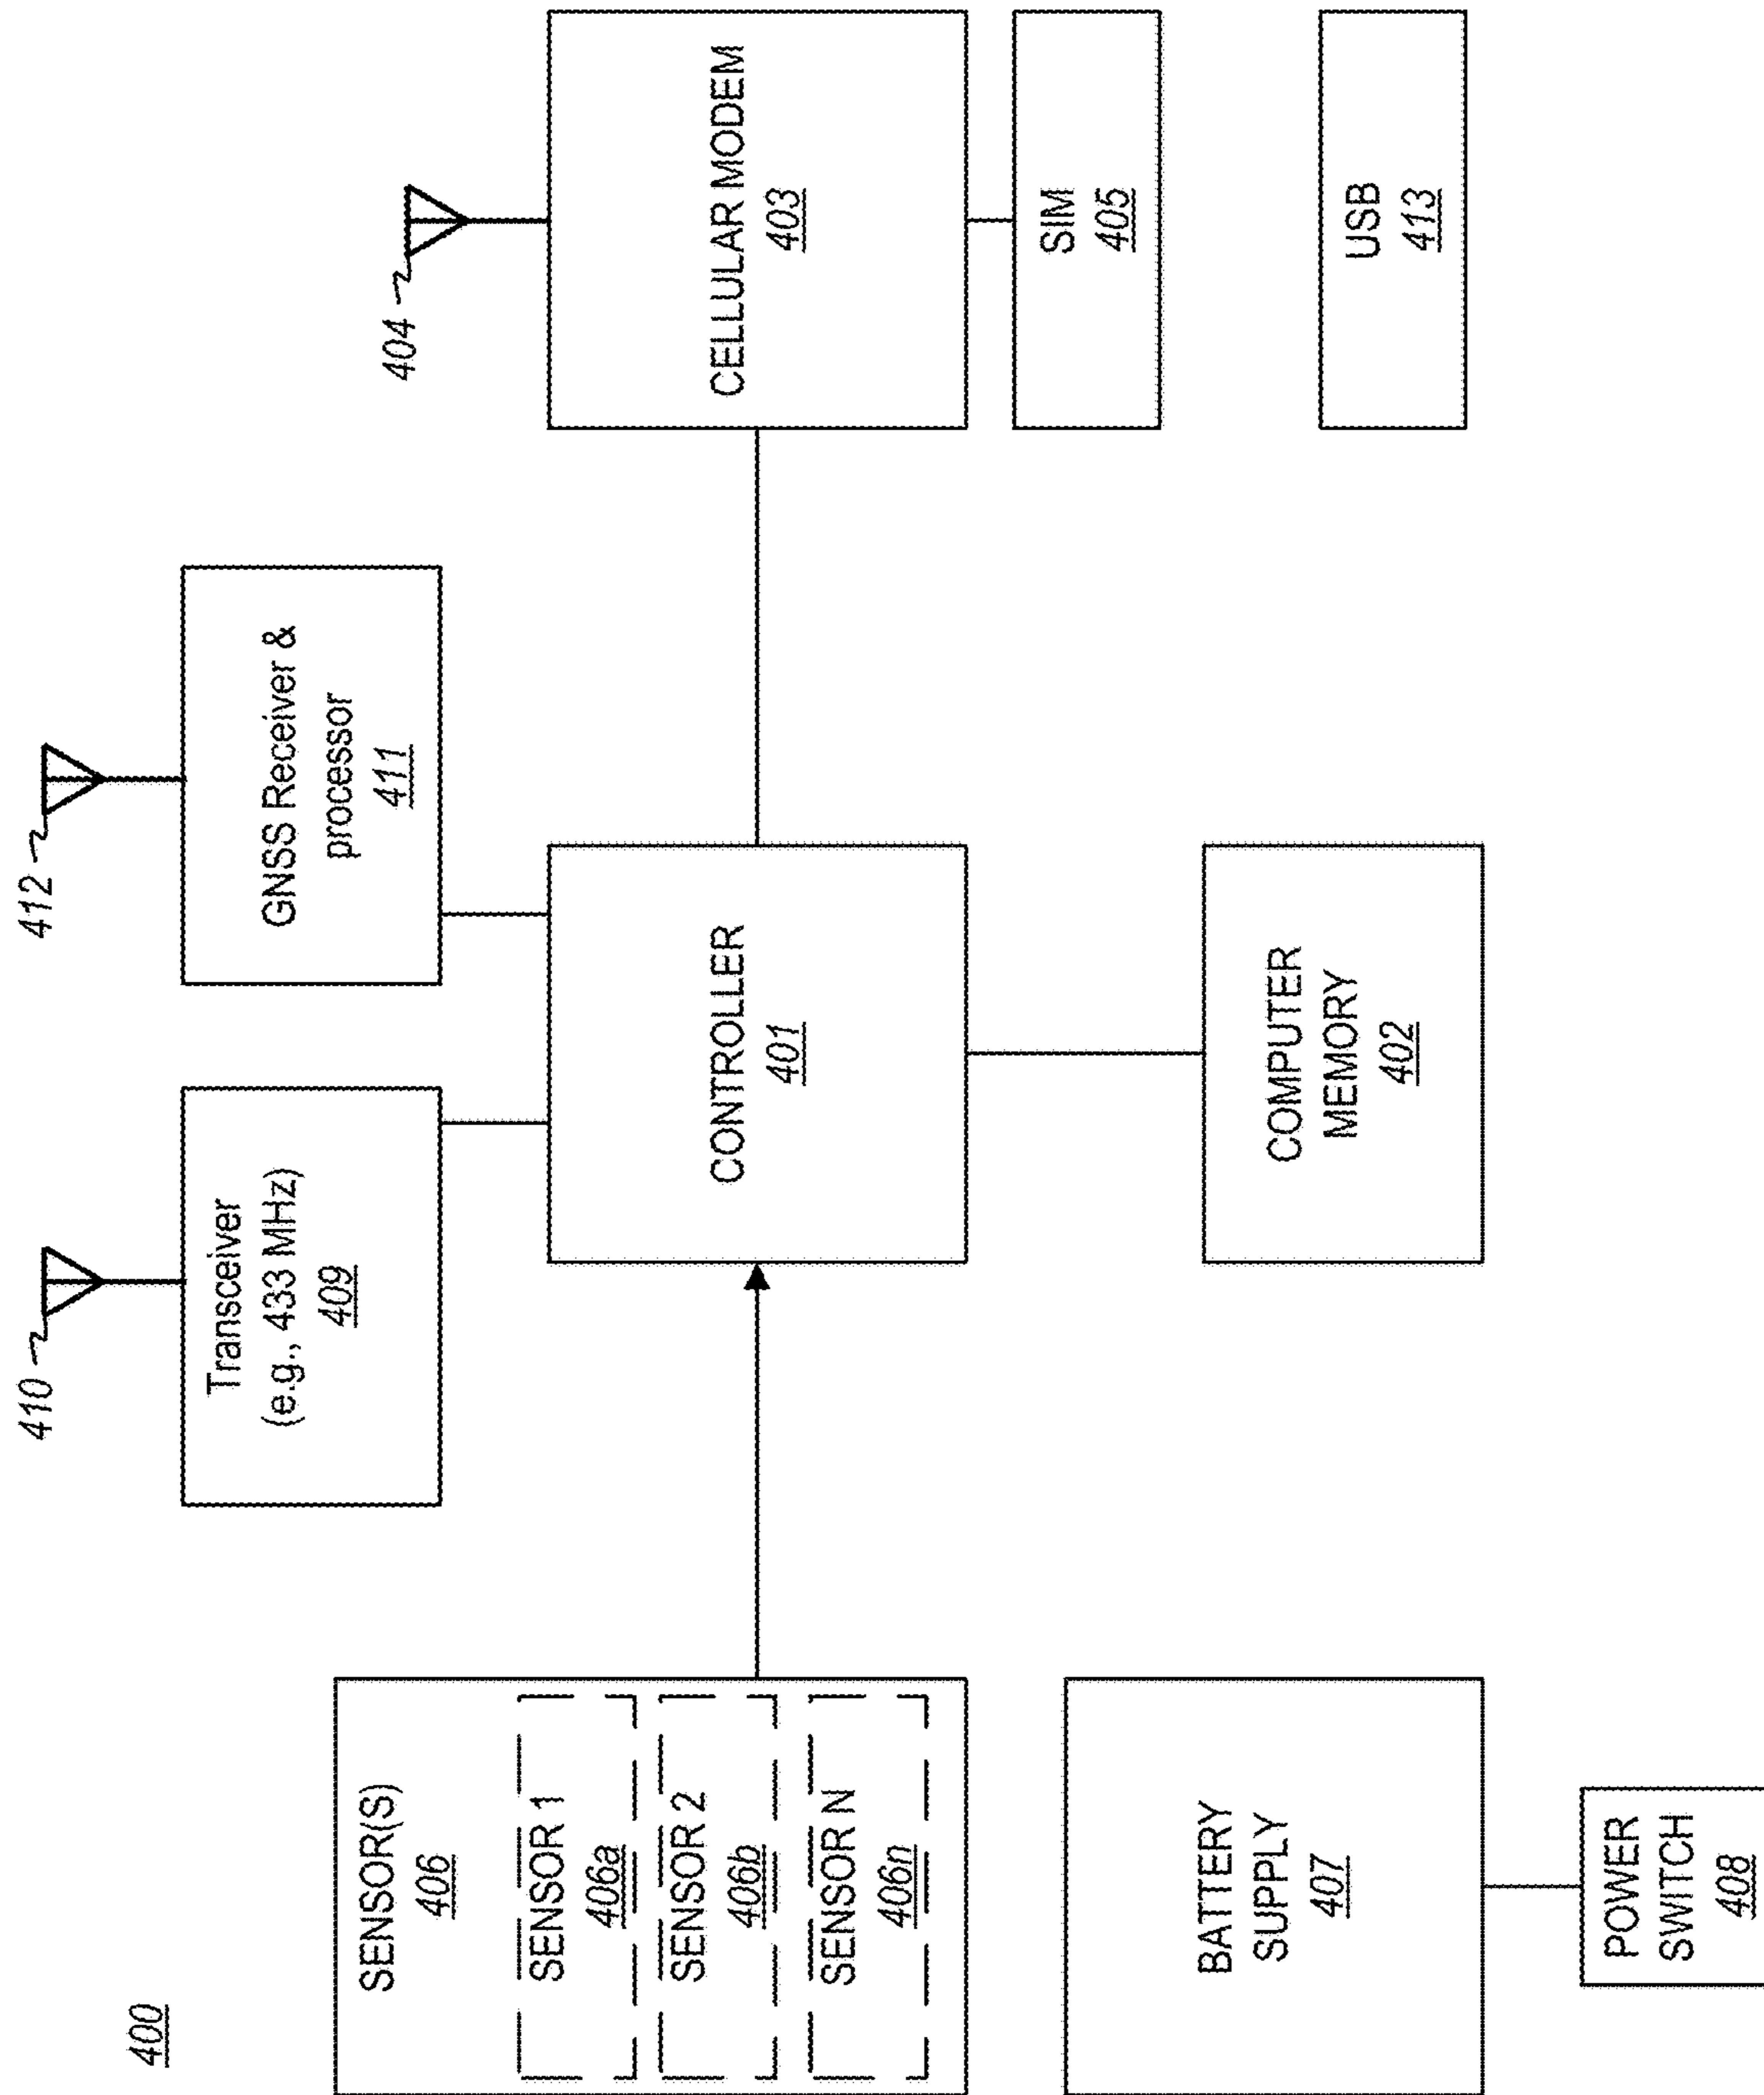 400
410
412
404
Transceiver
(e.g., 433 MHz)
409
GNSS Receiver &
processor
411
SENSOR(S)
406
SENSOR 1
406a
SENSOR 2
406b
SENSOR N
406n
CONTROLLER
401
CELLULAR MODEM
403
SIM
405
BATTERY
SUPPLY
407
COMPUTER
MEMORY
402
USB
413
POWER
SWITCH
408